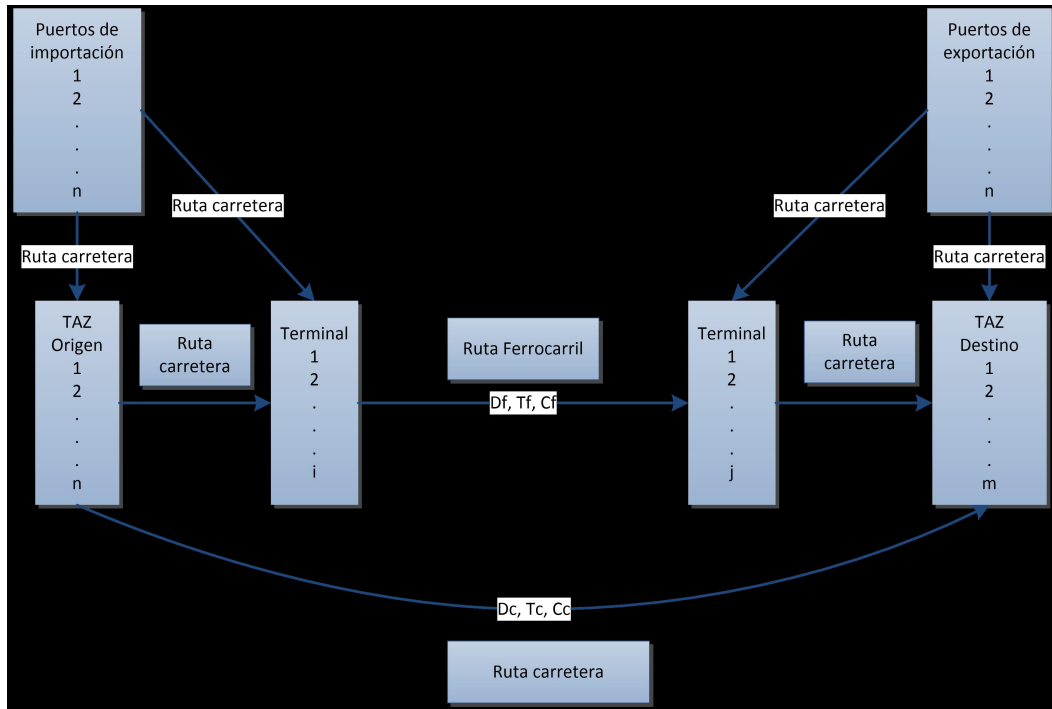 Puertos de
importación
1
2
.
.
.
n
Puertos de
exportación
1
2
.
.
.
n
Ruta carretera
Ruta carretera
Ruta carretera
Ruta carretera
TAZ
Origen
1
2
.
.
.
n
Ruta
carretera
Terminal
1
2
.
.
.
i
Ruta Ferrocarril
Df, Tf, Cf
Terminal
1
2
.
.
.
j
Ruta
carretera
TAZ
Destino
1
2
.
.
.
m
Dc, Tc, Cc
Ruta carretera